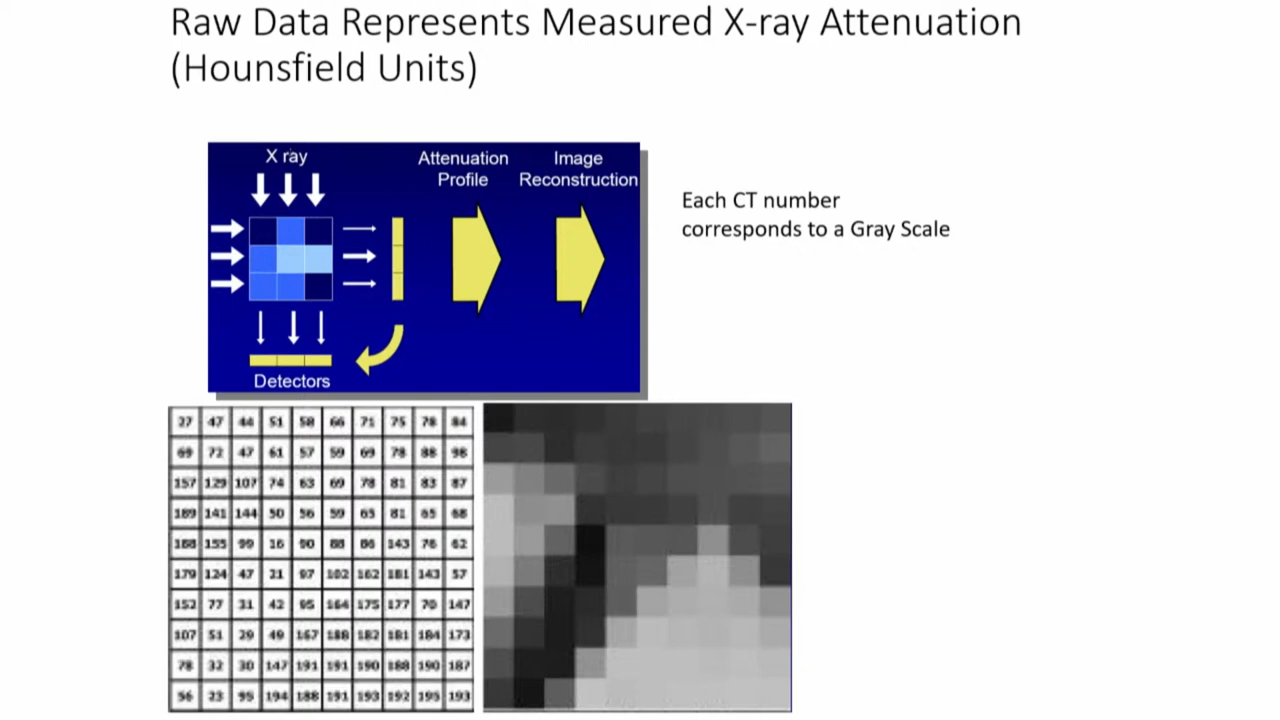 Raw Data Represents Measured X-ray Attenuation
(Hounsfield Units)
X ray
Attenuation
Profile
Image
Reconstruction
Each CT number
corresponds to a Gray Scale
Detectors
27 47 44 51 58 66 71 75 78 84
69 72 47 61 57 59 69 78 88 98
157 129 107 74 63 69 78 81 83 87
189 141 144 50 56 59 65 81 65 68
168 155 99 16 90 88 66 143 76 62
179 124 47 21 97 102 162 181 143 57
152 77 31 42 95 164 175 177 70 147
107 51 29 49 167 188 182 181 184 173
78 32 30 147 191 191 190 188 190 187
56 23 95 194 188 191 193 192 195 193